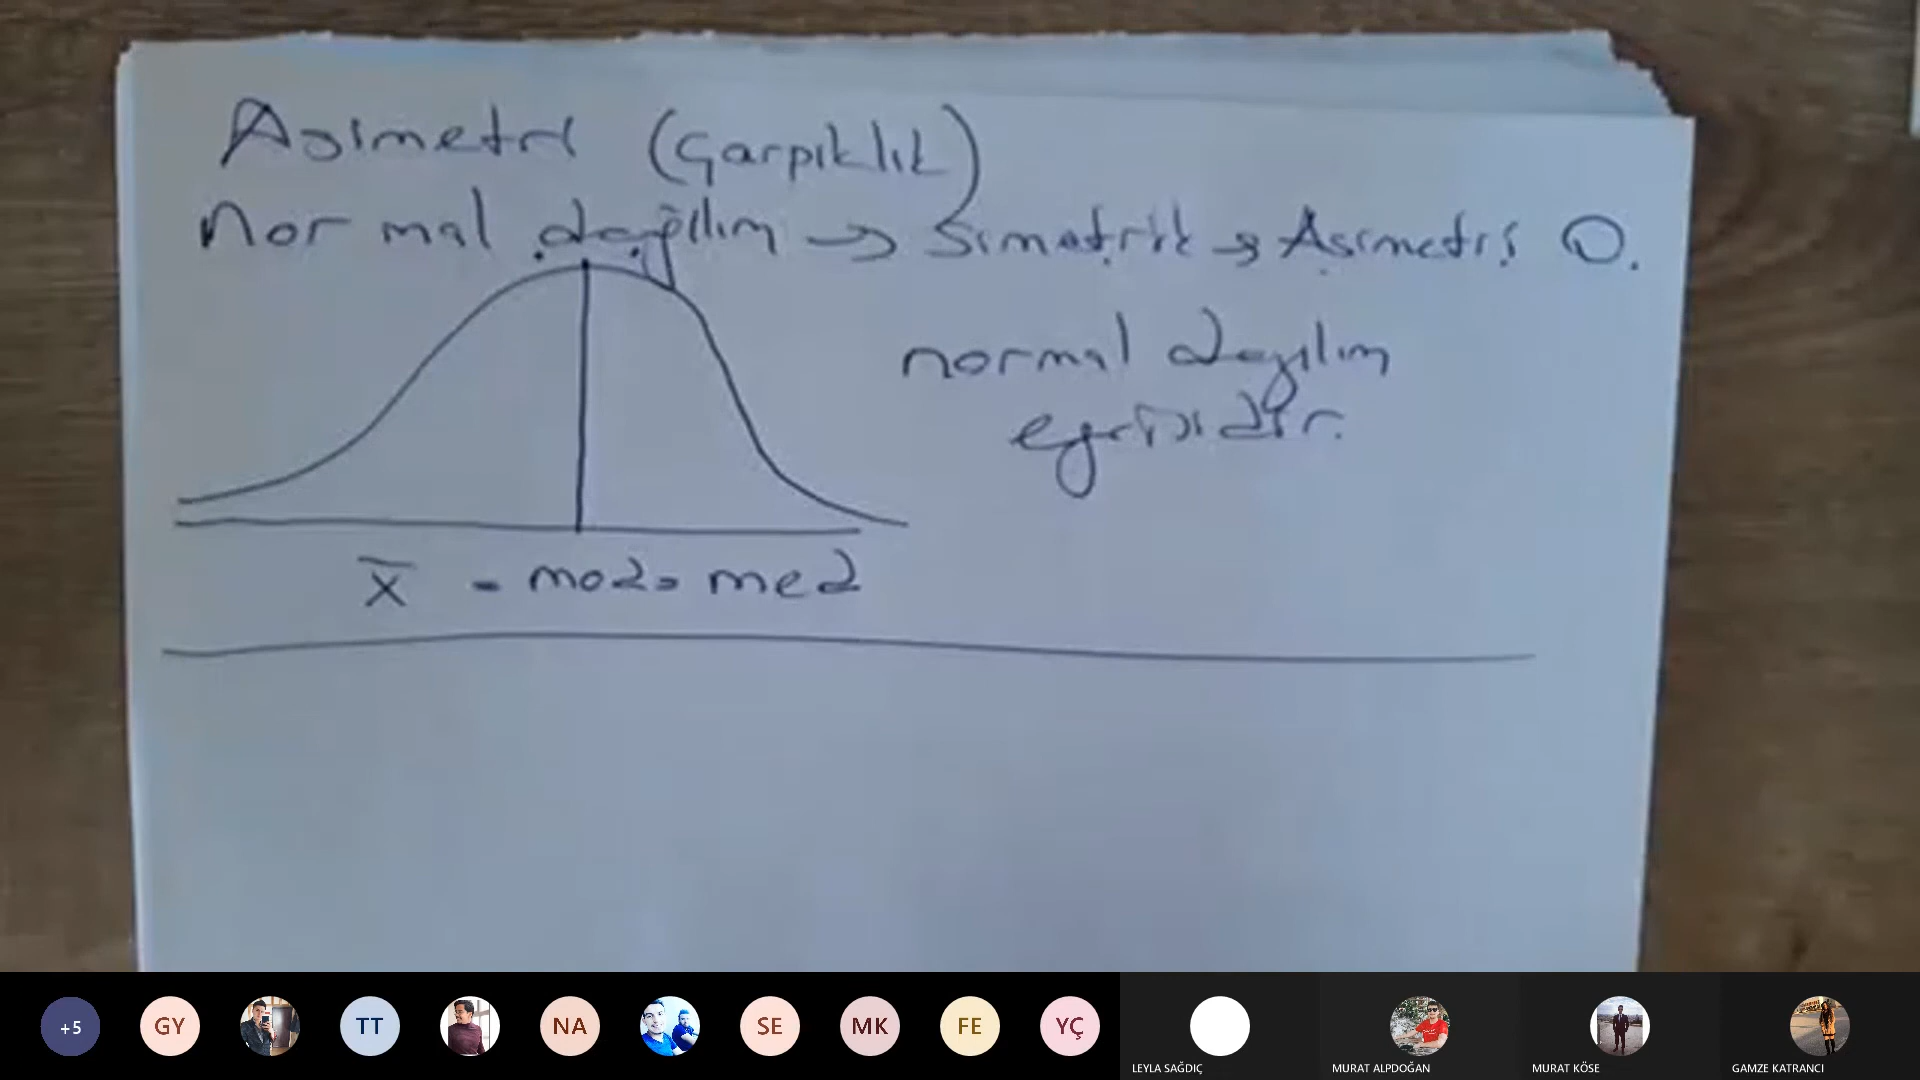 Asimetri (Çarpıklık)
Normal dağılım → Simetrik → Asimetri 0.
normal dağılım
eğrisidir.
x̄ = mod = med
+5
GY
TT
NA
SE
MK
FE
YÇ
LEYLA SAĞDIÇ
MURAT ALPDOĞAN
MURAT KÖSE
GAMZE KATRANCI